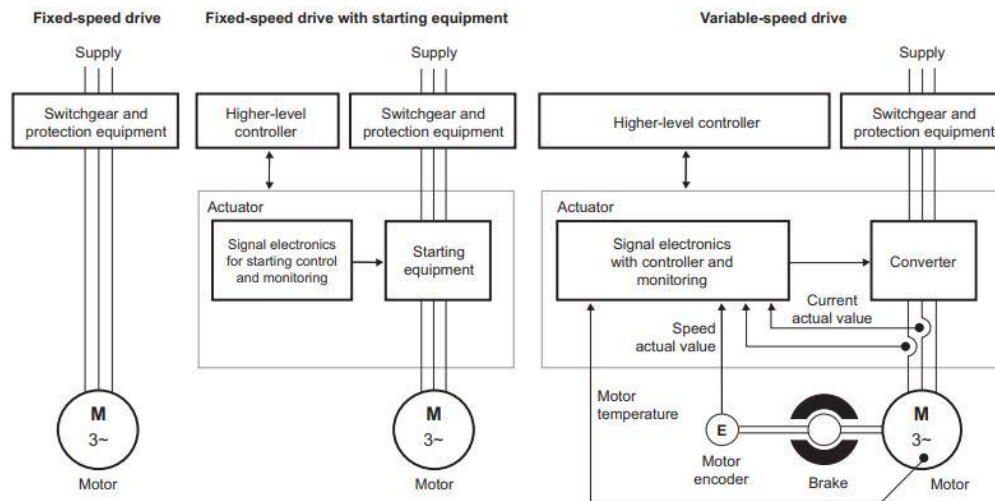 Fixed-speed drive
Supply
Switchgear and
protection equipment
M
3~
Motor
Fixed-speed drive with starting equipment
Supply
Higher-level
controller
Switchgear and
protection equipment
Actuator
Signal electronics
for starting control
and monitoring
Starting
equipment
M
3~
Motor
Variable-speed drive
Supply
Higher-level controller
Switchgear and
protection equipment
Actuator
Signal electronics
with controller and
monitoring
Converter
Current
actual value
Speed
actual value
Motor
temperature
E
Motor
encoder
Brake
M
3~
Motor